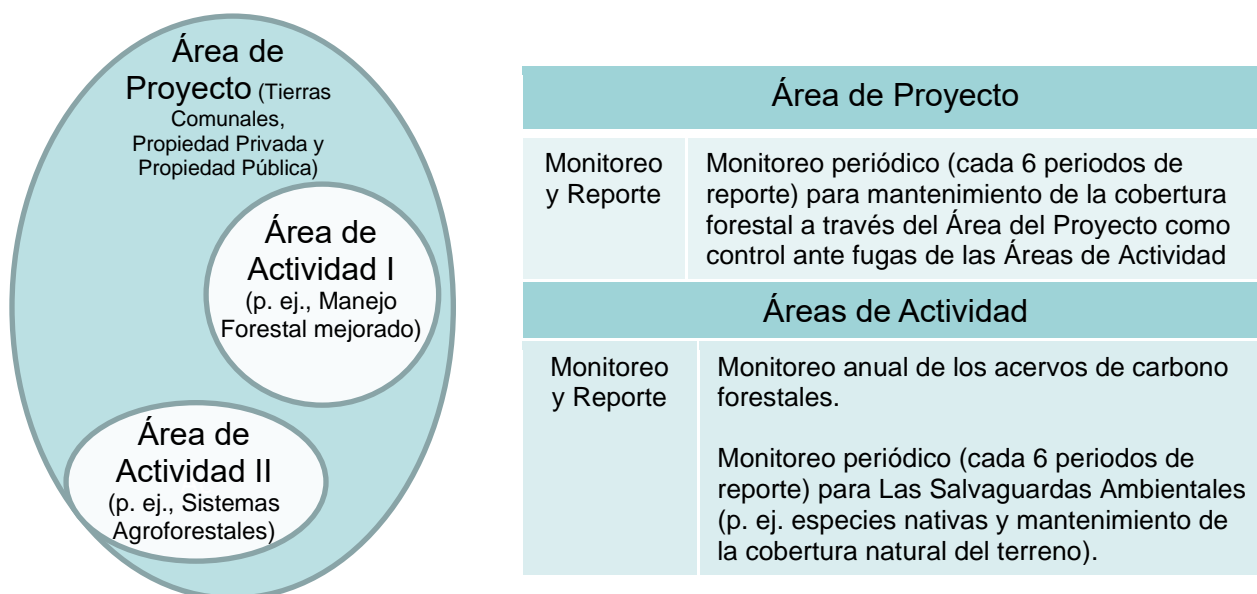 Área de
Proyecto (Tierras
Comunales,
Propiedad Privada y
Propiedad Pública)
Área de
Actividad I
(p. ej., Manejo
Forestal mejorado)
Área de
Actividad II
(p. ej., Sistemas
Agroforestales)
Área de Proyecto
Monitoreo
y Reporte
Monitoreo periódico (cada 6 periodos de
reporte) para mantenimiento de la cobertura
forestal a través del Área del Proyecto como
control ante fugas de las Áreas de Actividad
Áreas de Actividad
Monitoreo
y Reporte
Monitoreo anual de los acervos de carbono
forestales.
Monitoreo periódico (cada 6 periodos de
reporte) para Las Salvaguardas Ambientales
(p. ej. especies nativas y mantenimiento de
la cobertura natural del terreno).